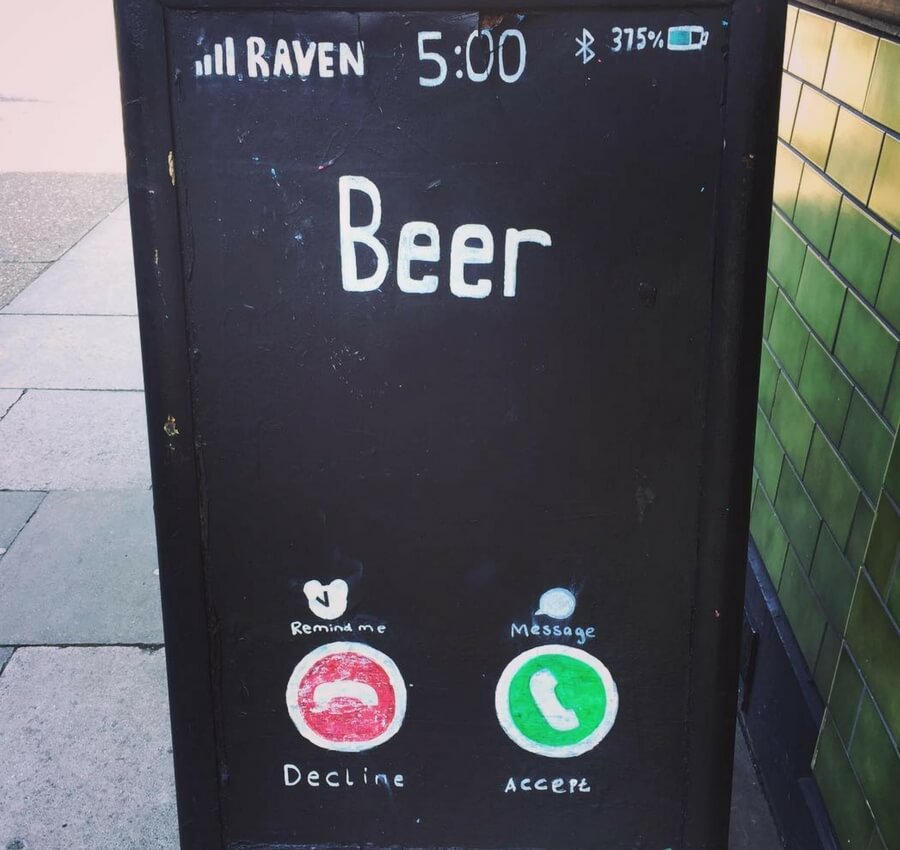 RAVEN 5:00 375%
Beer
Remind me Message
Decline Accept